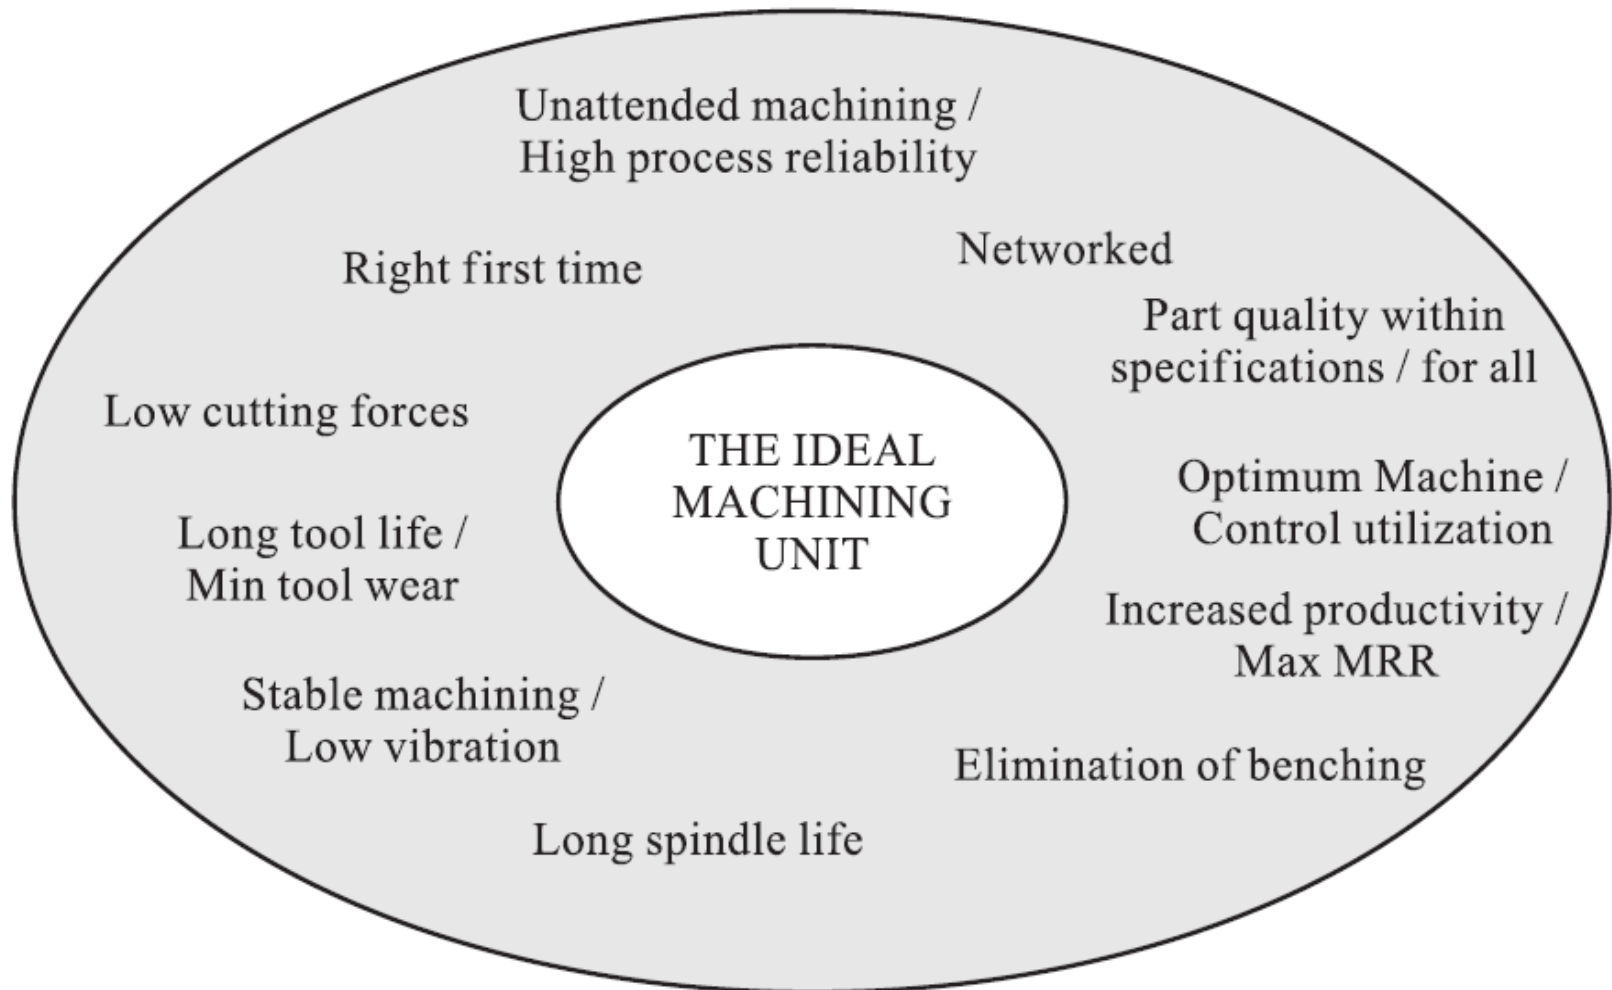 Unattended machining /
High process reliability
Networked
Right first time
Part quality within
specifications / for all
Low cutting forces
THE IDEAL
MACHINING
UNIT
Optimum Machine /
Control utilization
Long tool life /
Min tool wear
Increased productivity /
Max MRR
Stable machining /
Low vibration
Elimination of benching
Long spindle life